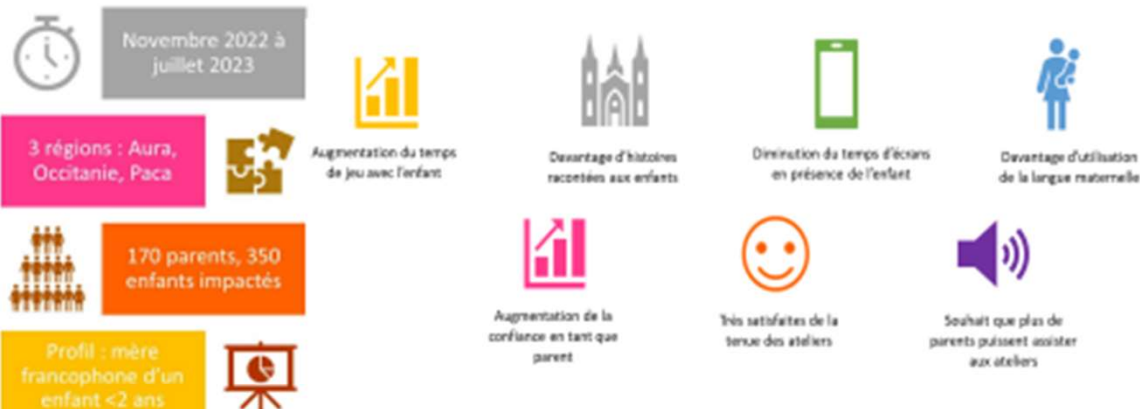 Novembre 2022 à
juillet 2023
3 régions : Aura,
Occitanie, Paca
170 parents, 350
enfants impactés
Profil : mère
francophone d'un
enfant <2 ans
Augmentation du temps
de jeu avec l'enfant
Davantage d'histoires
racontées aux enfants
Diminution du temps d'écrans
en présence de l'enfant
Davantage d'utilisation
de la langue maternelle
Augmentation de la
confiance en tant que
parent
Très satisfaites de la
tenue des ateliers
Souhait que plus de
parents puissent assister
aux ateliers